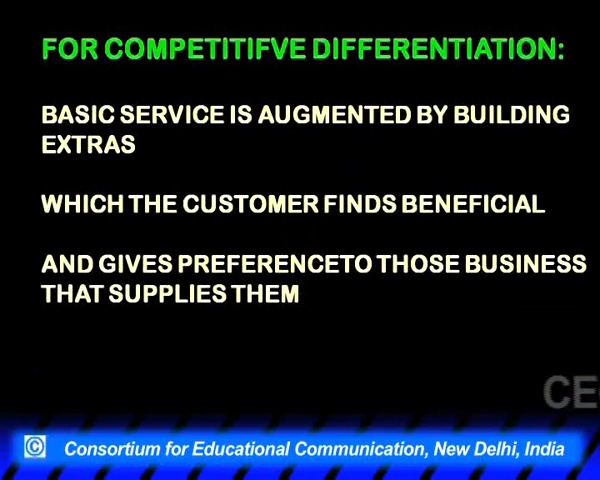 FOR COMPETITIFVE DIFFERENTIATION:
BASIC SERVICE IS AUGMENTED BY BUILDING
EXTRAS
WHICH THE CUSTOMER FINDS BENEFICIAL
AND GIVES PREFERENCETO THOSE BUSINESS
THAT SUPPLIES THEM
© Consortium for Educational Communication, New Delhi, India